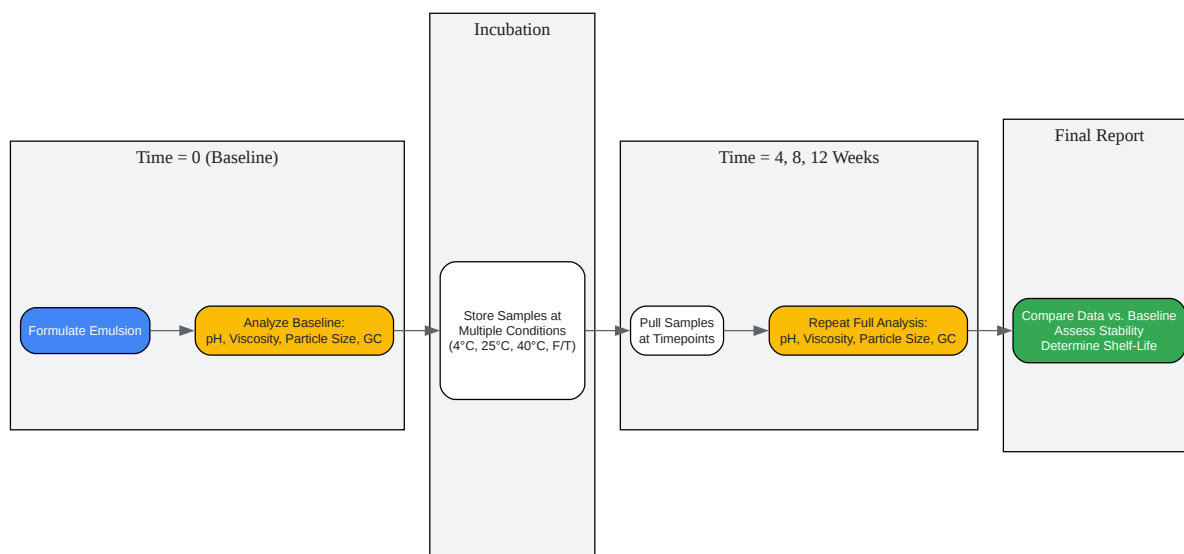 Time = 0 (Baseline)
Formulate Emulsion
Analyze Baseline:
pH, Viscosity, Particle Size, GC
Incubation
Store Samples at
Multiple Conditions
(4°C, 25°C, 40°C, F/T)
Time = 4, 8, 12 Weeks
Pull Samples
at Timepoints
Repeat Full Analysis:
pH, Viscosity, Particle Size, GC
Final Report
Compare Data vs. Baseline
Assess Stability
Determine Shelf-Life